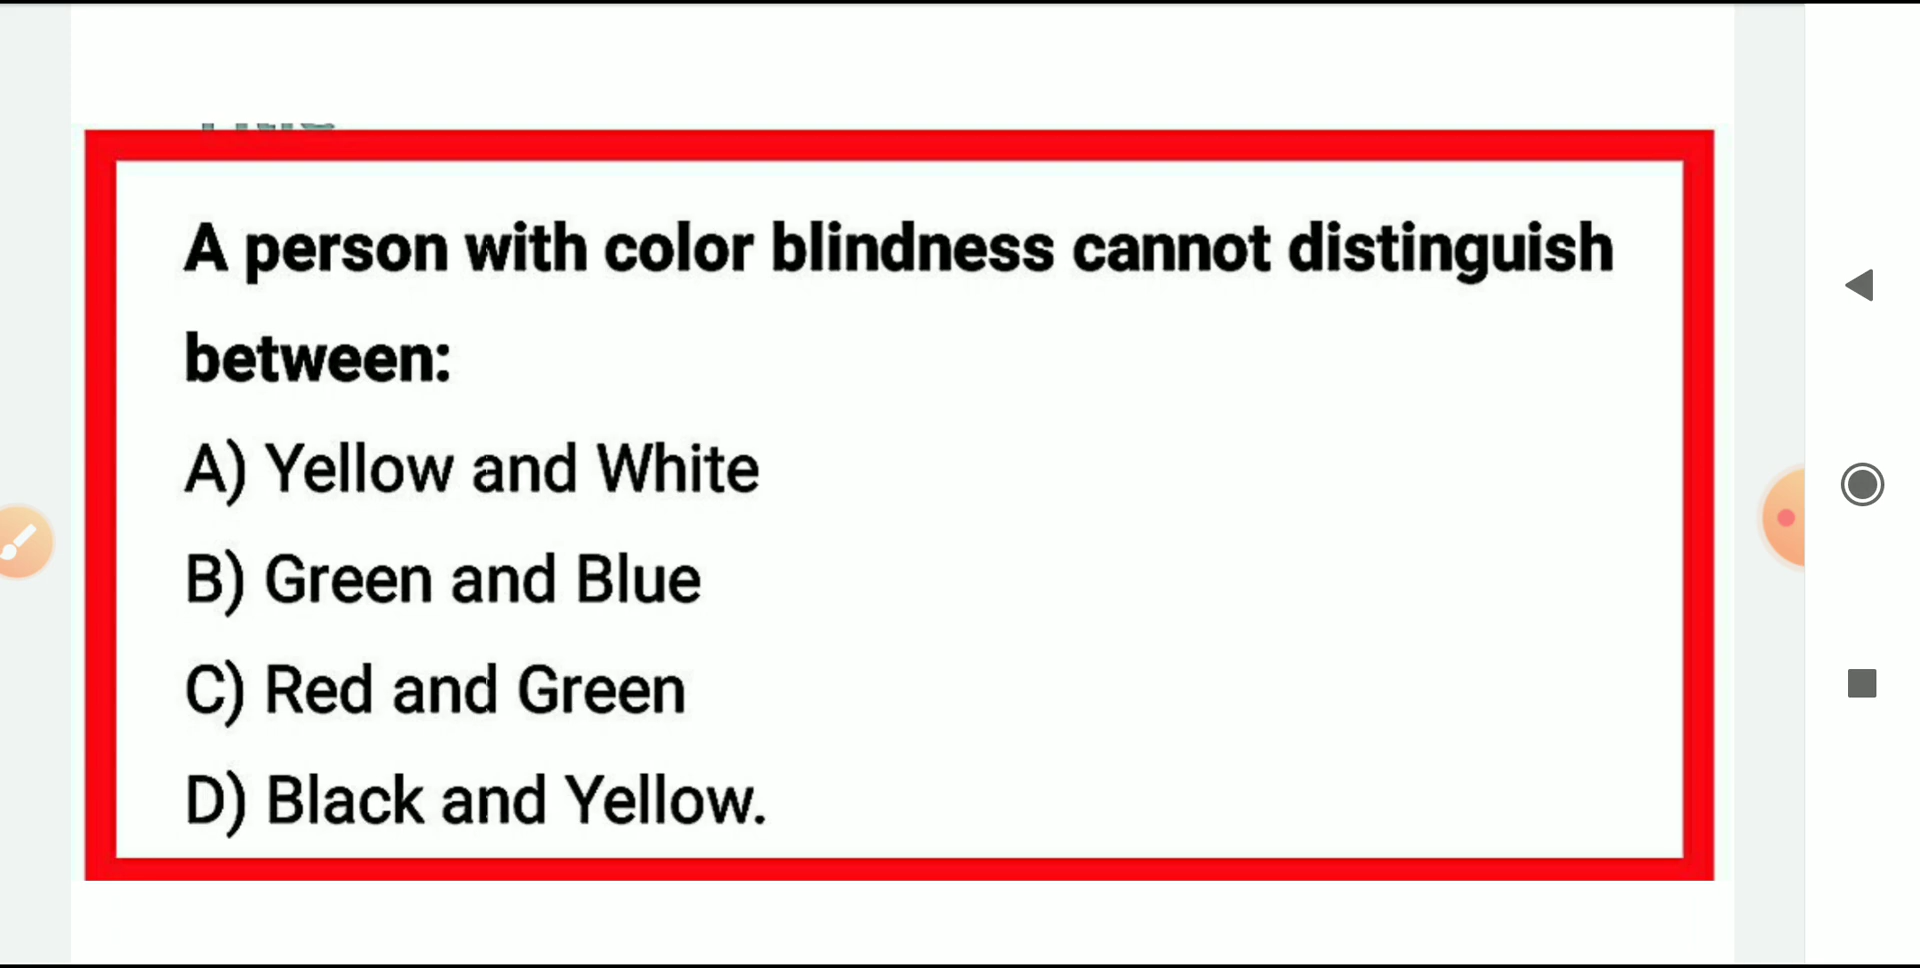 A person with color blindness cannot distinguish
between:
A) Yellow and White
B) Green and Blue
C) Red and Green
D) Black and Yellow.